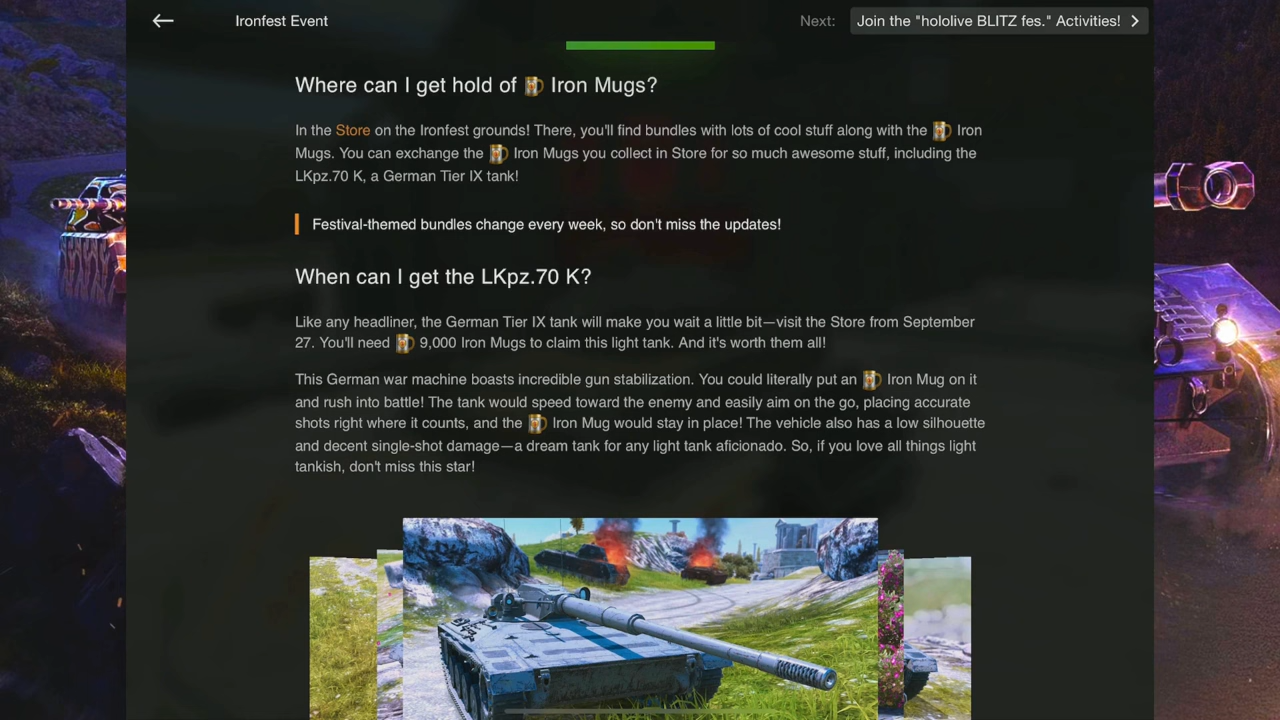 Ironfest Event
Next: Join the "hololive BLITZ fes." Activities!
Where can I get hold of Iron Mugs?
In the Store on the Ironfest grounds! There, you'll find bundles with lots of cool stuff along with the Iron
Mugs. You can exchange the Iron Mugs you collect in Store for so much awesome stuff, including the
LKpz.70 K, a German Tier IX tank!
Festival-themed bundles change every week, so don't miss the updates!
When can I get the LKpz.70 K?
Like any headliner, the German Tier IX tank will make you wait a little bit—visit the Store from September
27. You'll need 9,000 Iron Mugs to claim this light tank. And it's worth them all!
This German war machine boasts incredible gun stabilization. You could literally put an Iron Mug on it
and rush into battle! The tank would speed toward the enemy and easily aim on the go, placing accurate
shots right where it counts, and the Iron Mug would stay in place! The vehicle also has a low silhouette
and decent single-shot damage—a dream tank for any light tank aficionado. So, if you love all things light
tankish, don't miss this star!